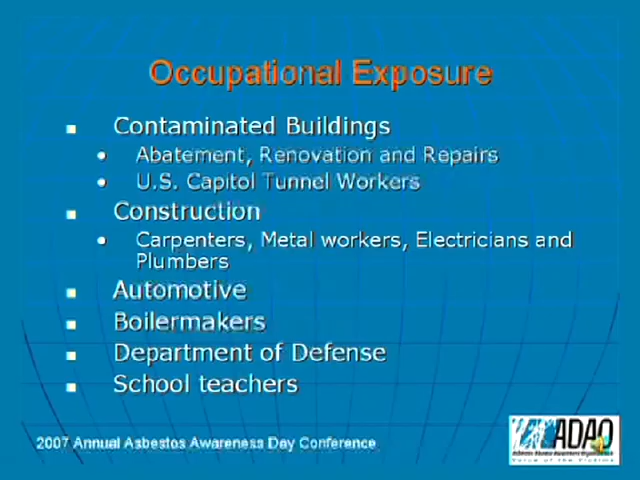 Occupational Exposure
Contaminated Buildings
Abatement, Renovation and Repairs
U.S. Capitol Tunnel Workers
Construction
Carpenters, Metal workers, Electricians and
Plumbers
Automotive
Boilermakers
Department of Defense
School teachers
2007 Annual Asbestos Awareness Day Conference
ADAO